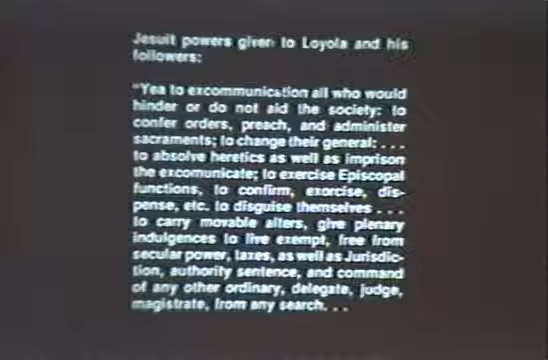 Jesuit powers given to Loyola and his
followers:
"Yea to excommunication all who would
hinder or do not aid the society: to
confer orders, preach, and administer
sacraments; to change their general: . . .
to absolve heretics as well as imprison
the excomunicate; to exercise Episcopal
functions, to confirm, exorcise, dis-
pense, etc. to disguise themselves . . . .
to carry movable alters, give plenary
indulgences to live exempt, free from
secular power, taxes, as well as Jurisdic-
tion, authority sentence, and command
of any other ordinary, delegate, judge,
magistrate, from any search. . .